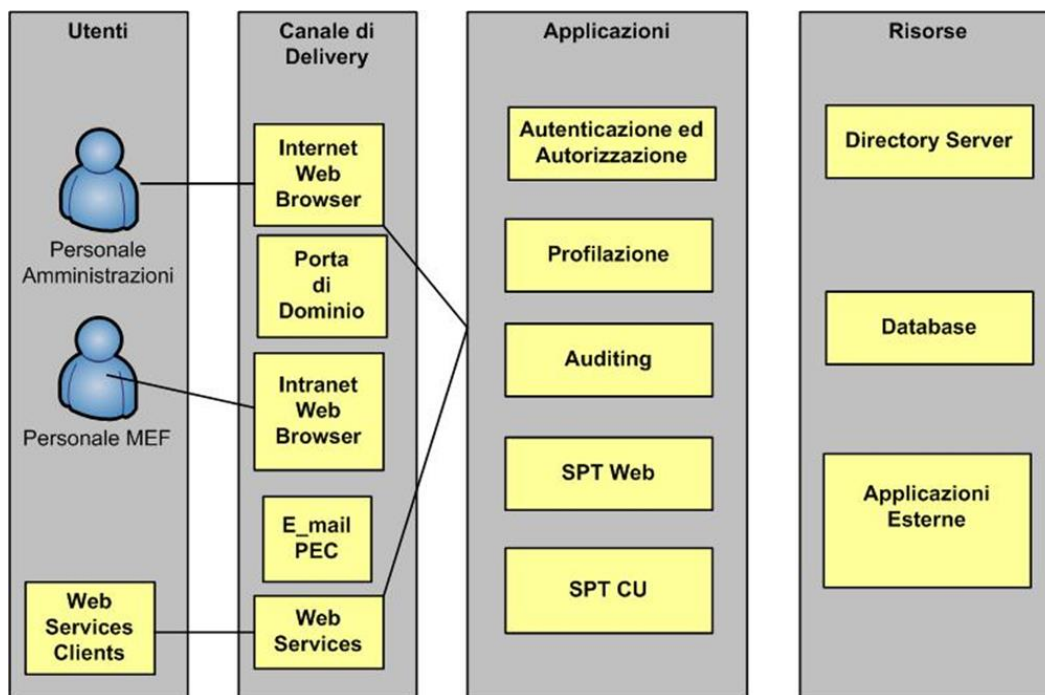 Utenti
Personale
Amministrazioni
Personale MEF
Web
Services
Clients
Canale di
Delivery
Internet
Web
Browser
Porta
di
Dominio
Intranet
Web
Browser
E_mail
PEC
Web
Services
Applicazioni
Autenticazione ed
Autorizzazione
Profilazione
Auditing
SPT Web
SPT CU
Risorse
Directory Server
Database
Applicazioni
Esterne